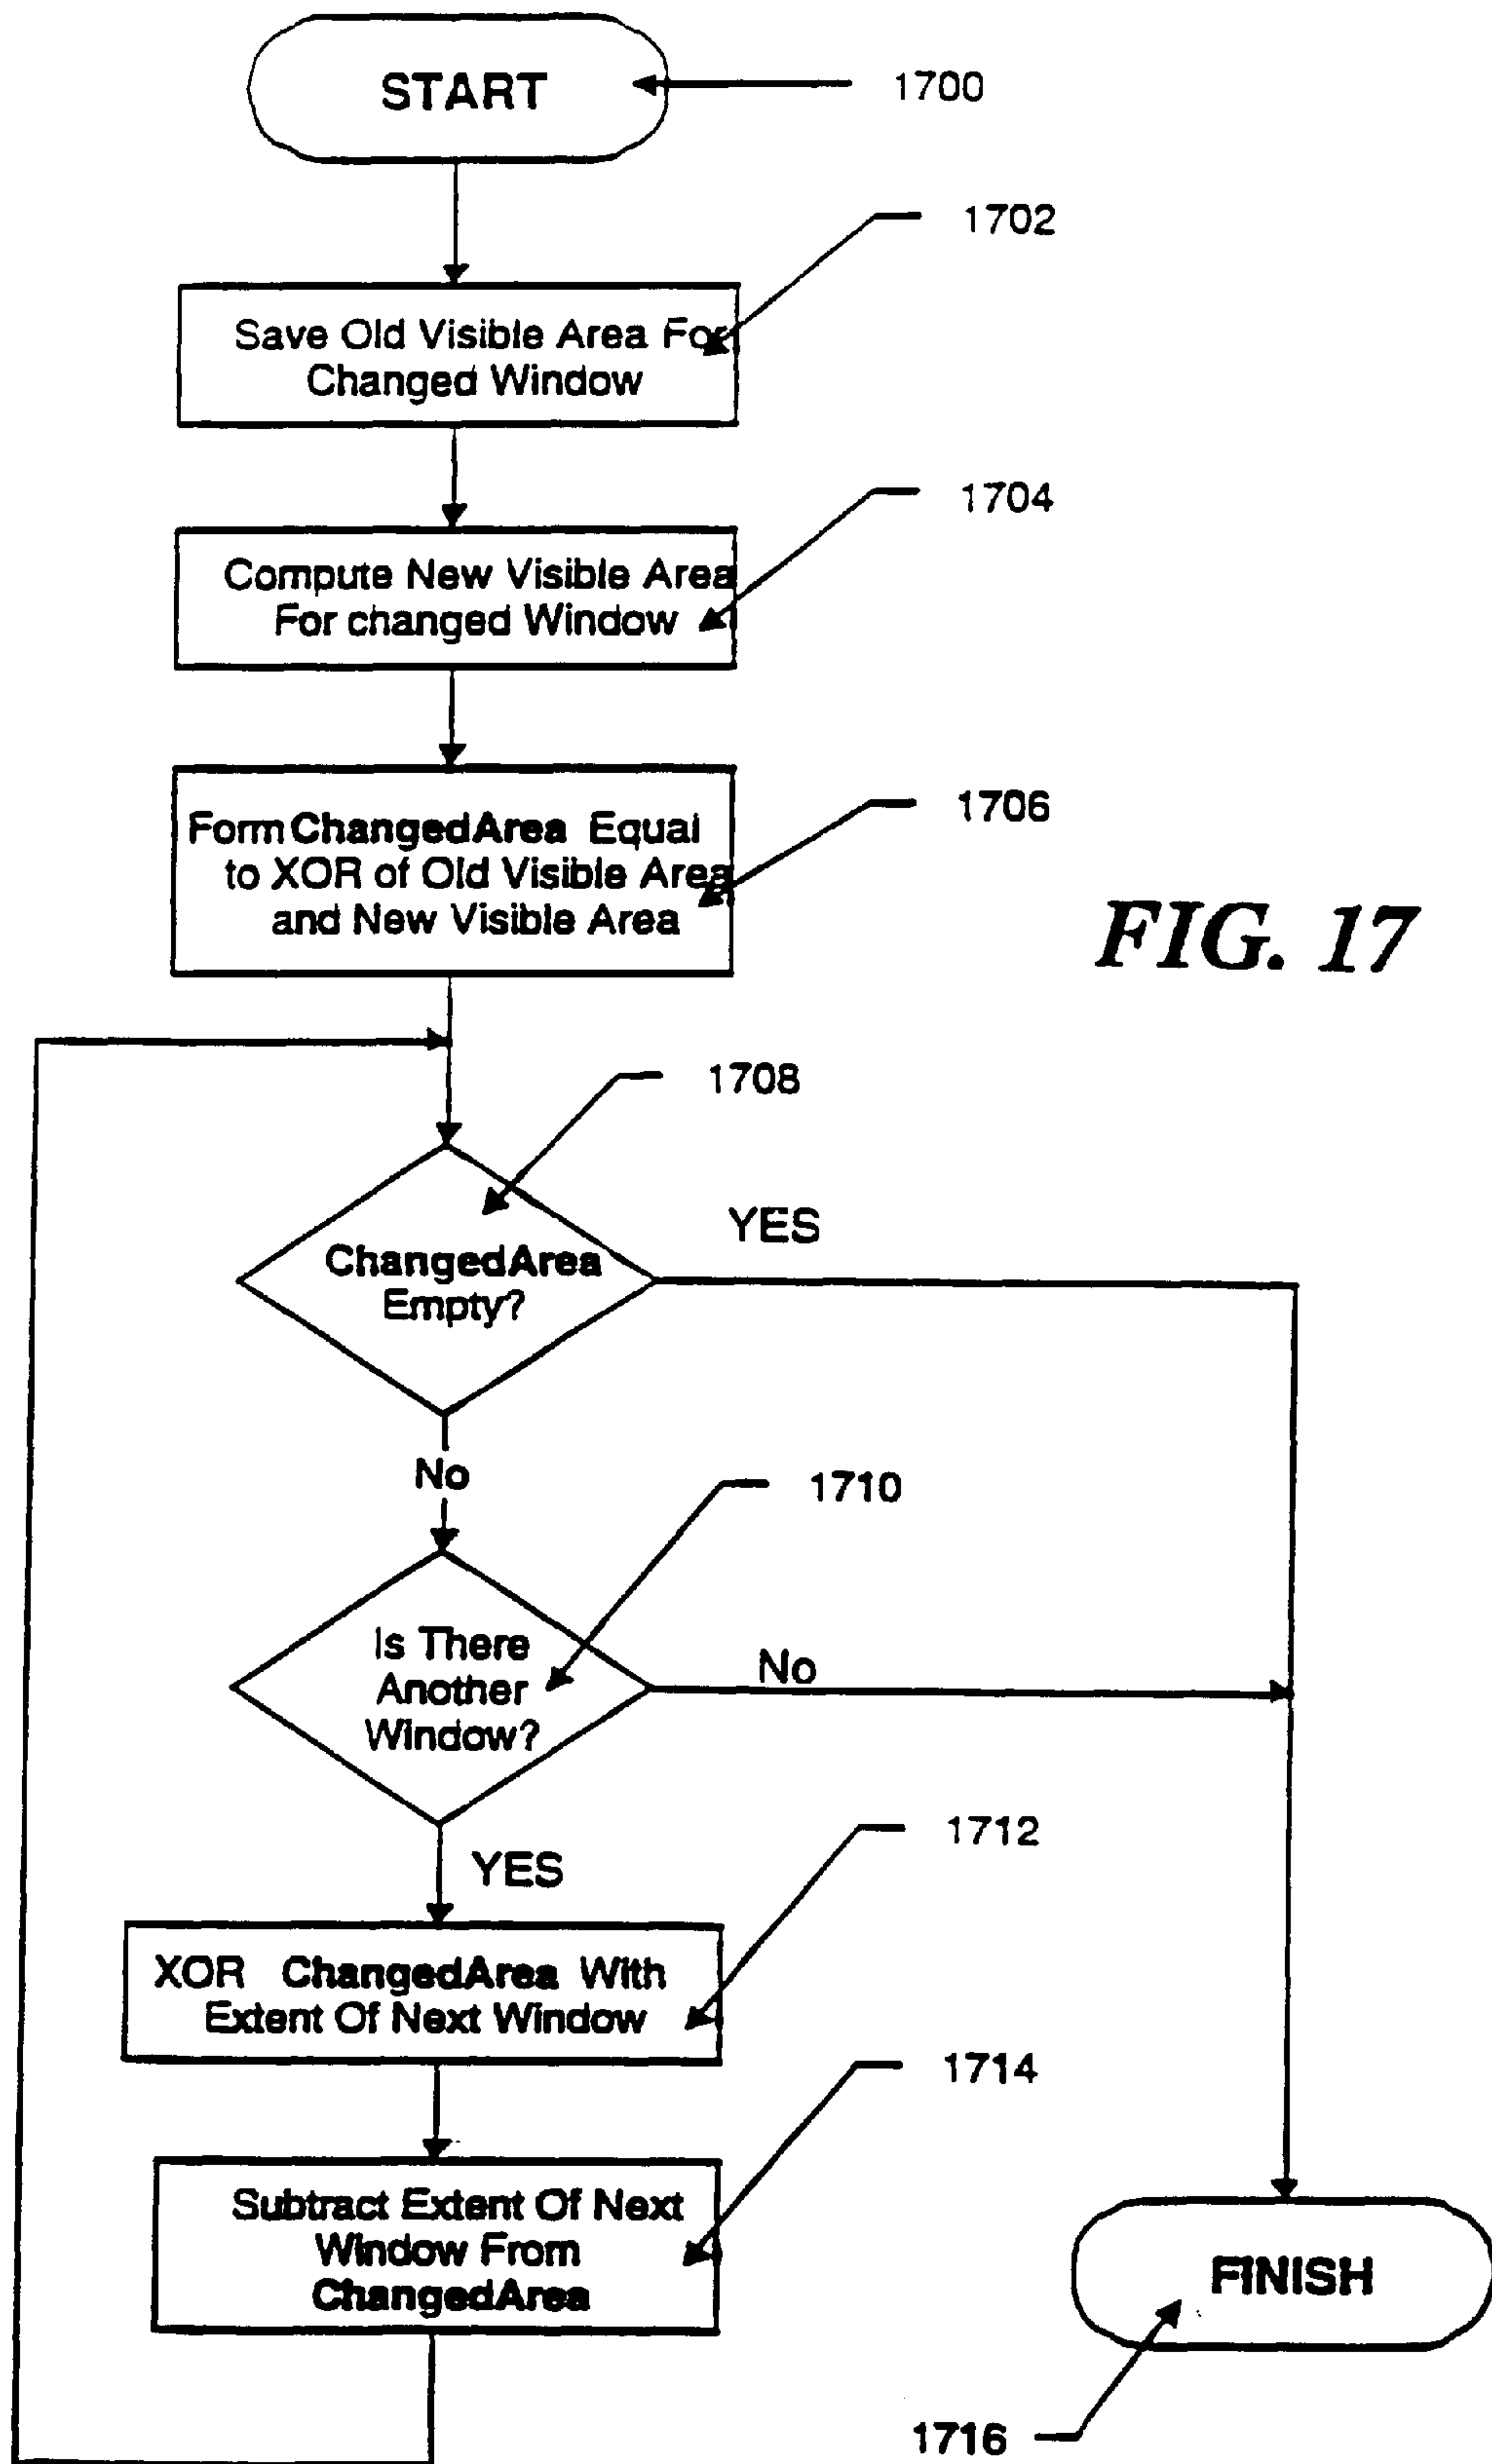 START
1700
1702
Save Old Visible Area For
Changed Window
1704
Compute New Visible Area
For changed Window
1706
Form ChangedArea Equal
to XOR of Old Visible Area
and New Visible Area
FIG. 17
1708
YES
ChangedArea
Empty?
No
1710
Is There
Another
Window?
No
1712
YES
XOR ChangedArea With
Extent Of Next Window
1714
Subtract Extent Of Next
Window From
ChangedArea
FINISH
1716